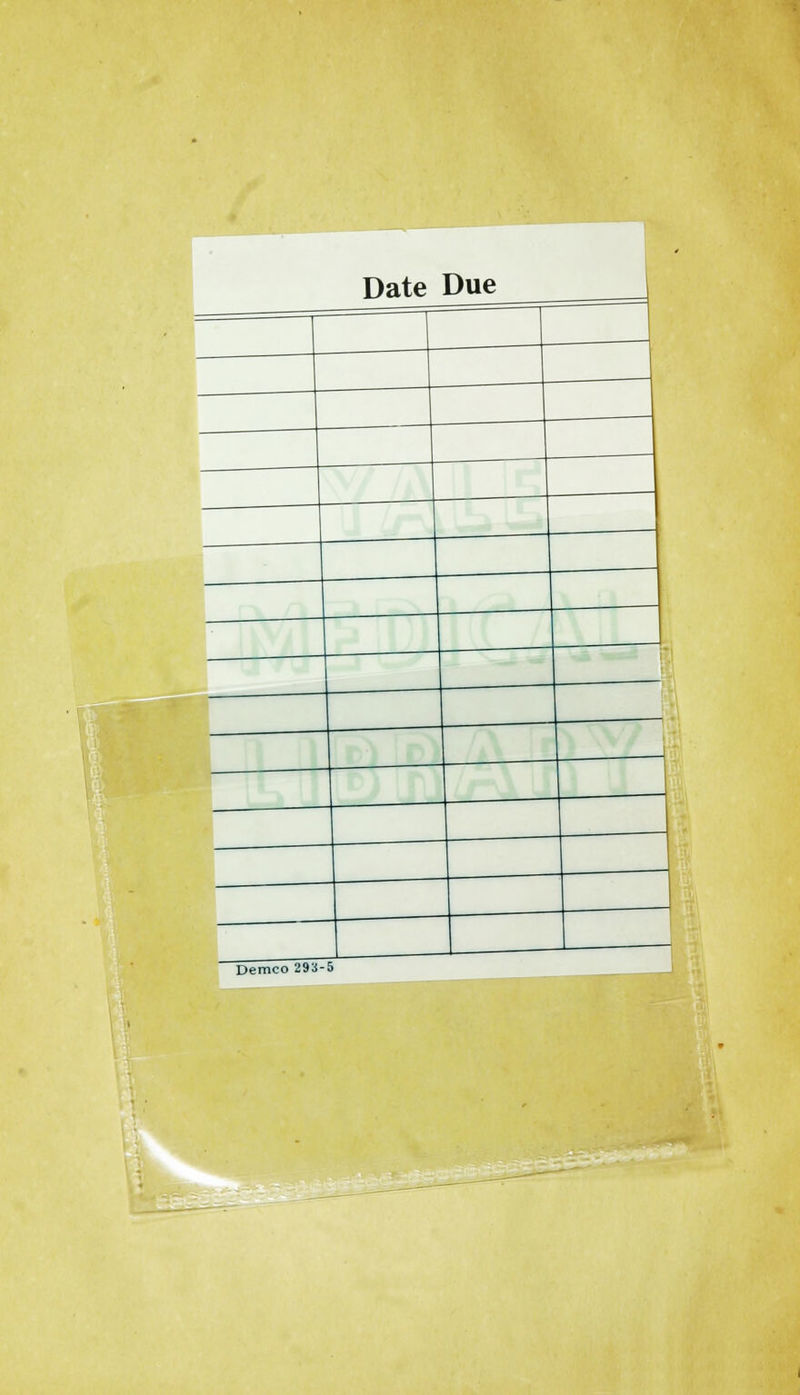 Date Due
YALE
MEDICAL
LIBRARY
Demco 293-5